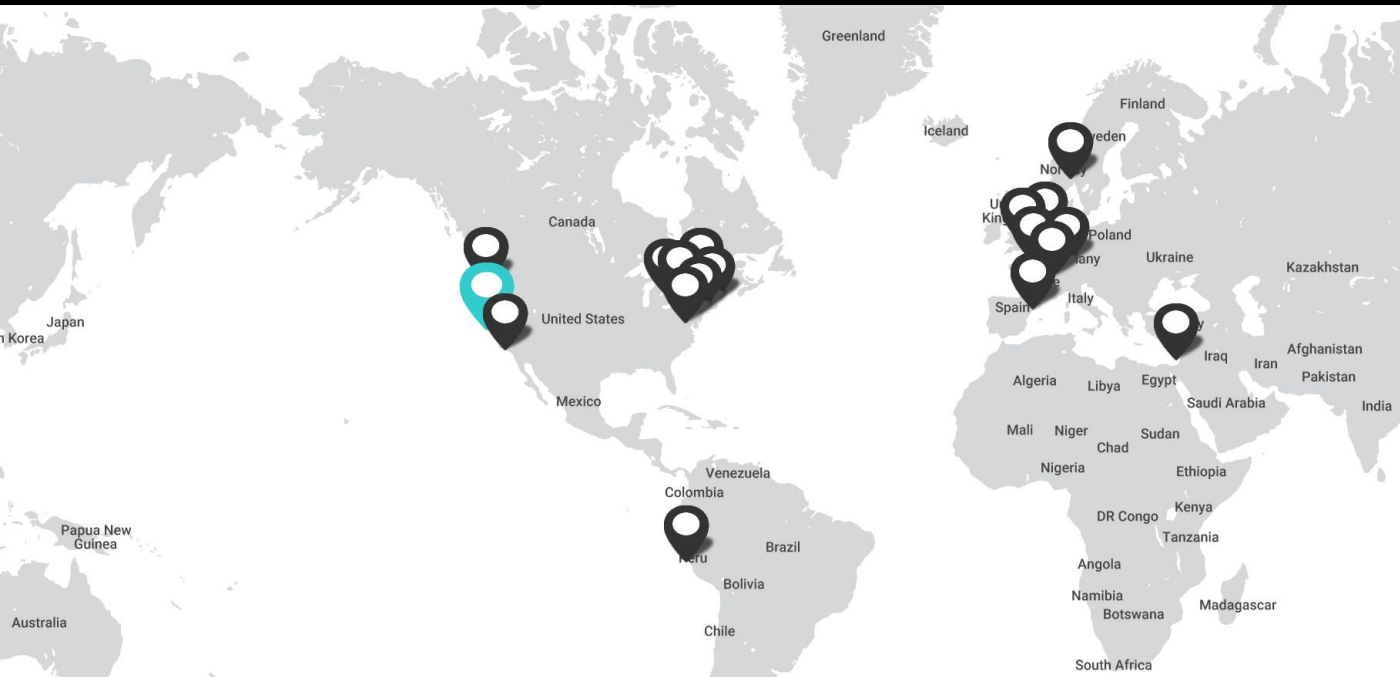 Greenland
Finland
Iceland
Canada
Poland
Ukraine
Kazakhstan
Japan
United States
Spain
Italy
Iraq
Iran
Afghanistan
Pakistan
Algeria
Libya
Egypt
Saudi Arabia
India
Mexico
Mali
Niger
Chad
Sudan
Nigeria
Ethiopia
Venezuela
Colombia
Kenya
DR Congo
Tanzania
Papua New
Guinea
Brazil
Bolivia
Angola
Namibia
Botswana
Madagascar
Australia
Chile
South Africa
Korea